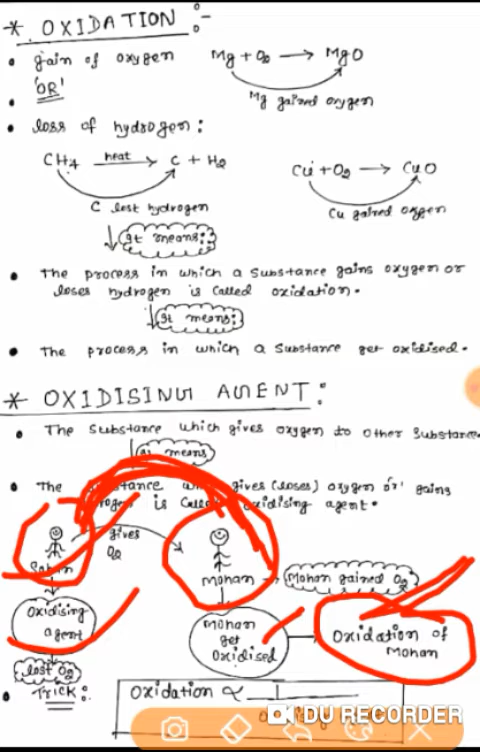 * OXIDATION :-
• gain of oxygen Mg + O2 → MgO
'OR' Mg gained oxygen
• loss of hydrogen :
CH4 heat → C + H2 Cu + O2 → CuO
C lost hydrogen Cu gained oxygen
It means:
• The process in which a substance gains oxygen or
loses hydrogen is called oxidation.
It means:
• The process in which a substance get oxidised.
* OXIDISING AGENT :
• The substance which gives oxygen to other substance
It means
• The gives (loses) oxygen 'or' gains
is oxidising agent.
gives
O2
Mohan Mohan gained O2
Oxidising
agent
Mohan
get
Oxidised
Oxidation of
Mohan
lost O2
• TRICK :
Oxidation ∝
DU RECORDER